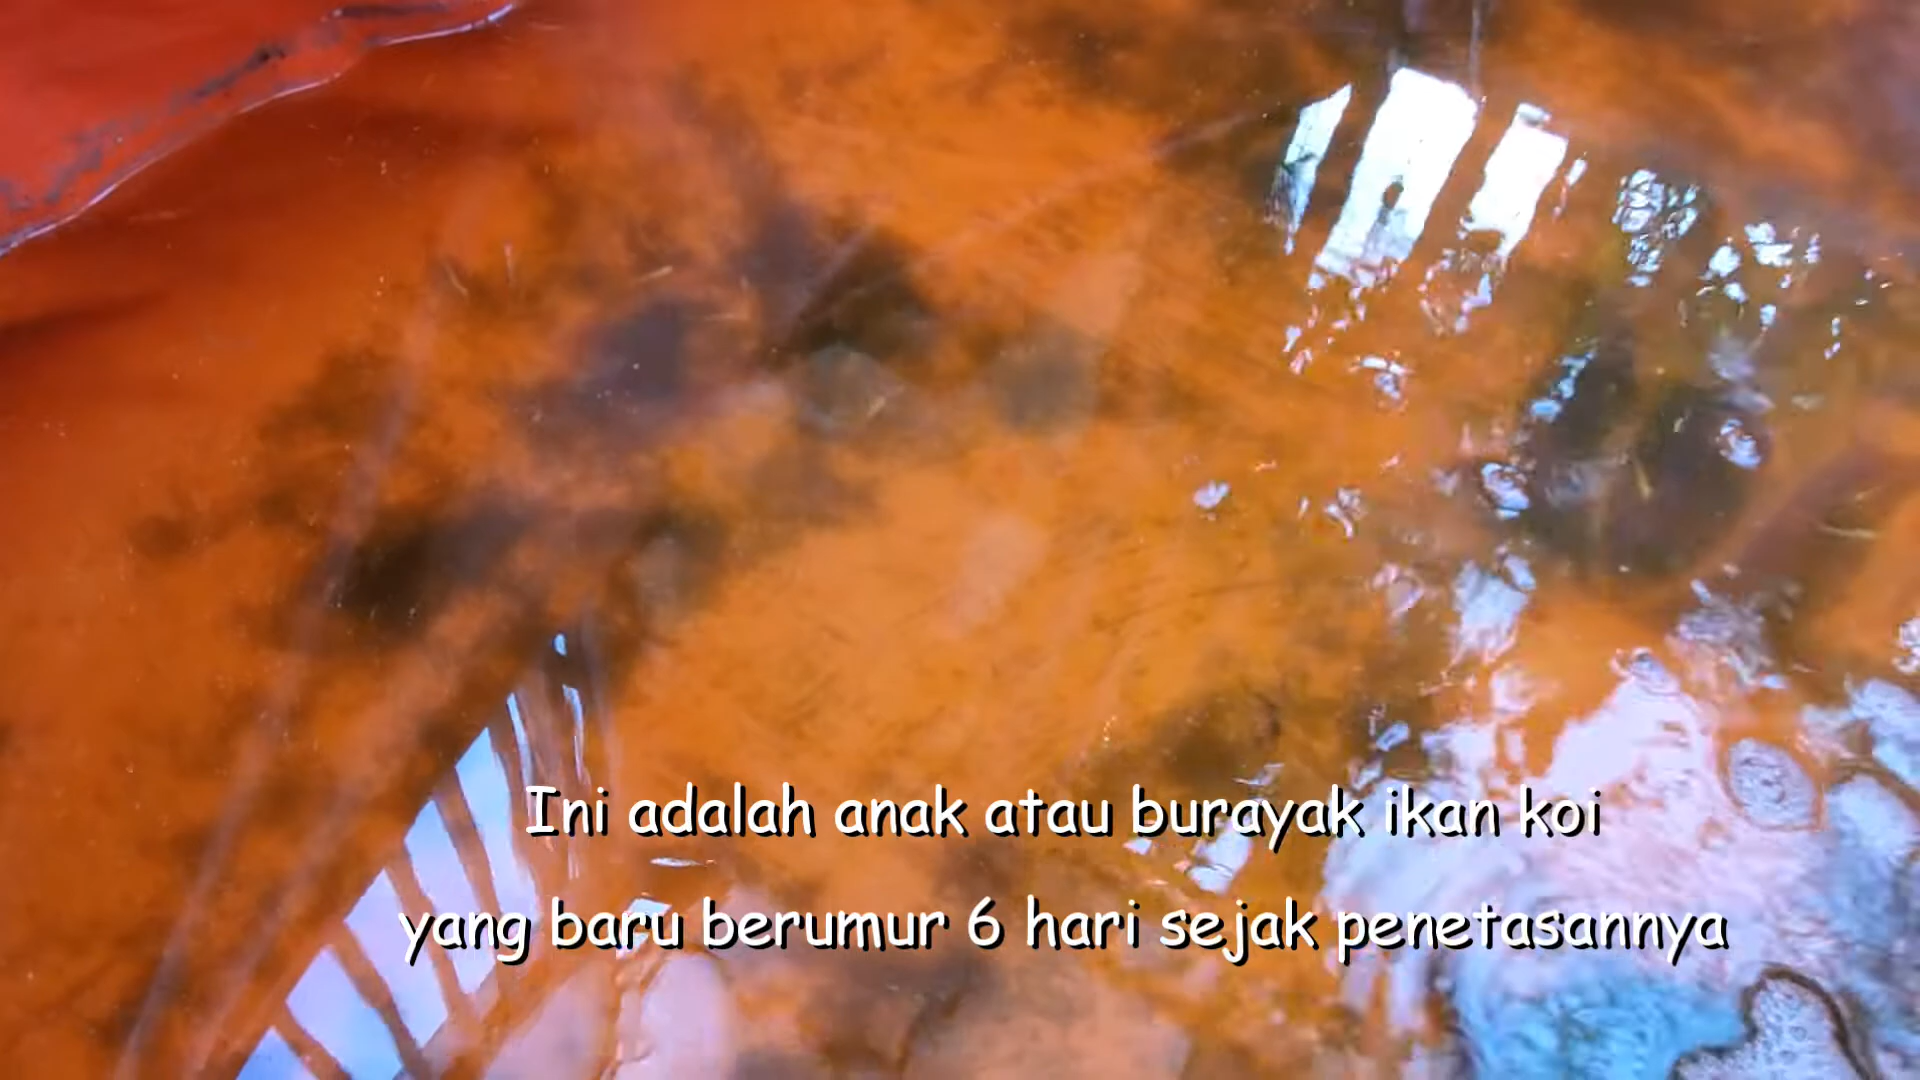 Ini adalah anak atau burayak ikan koi
yang baru berumur 6 hari sejak penetasannya